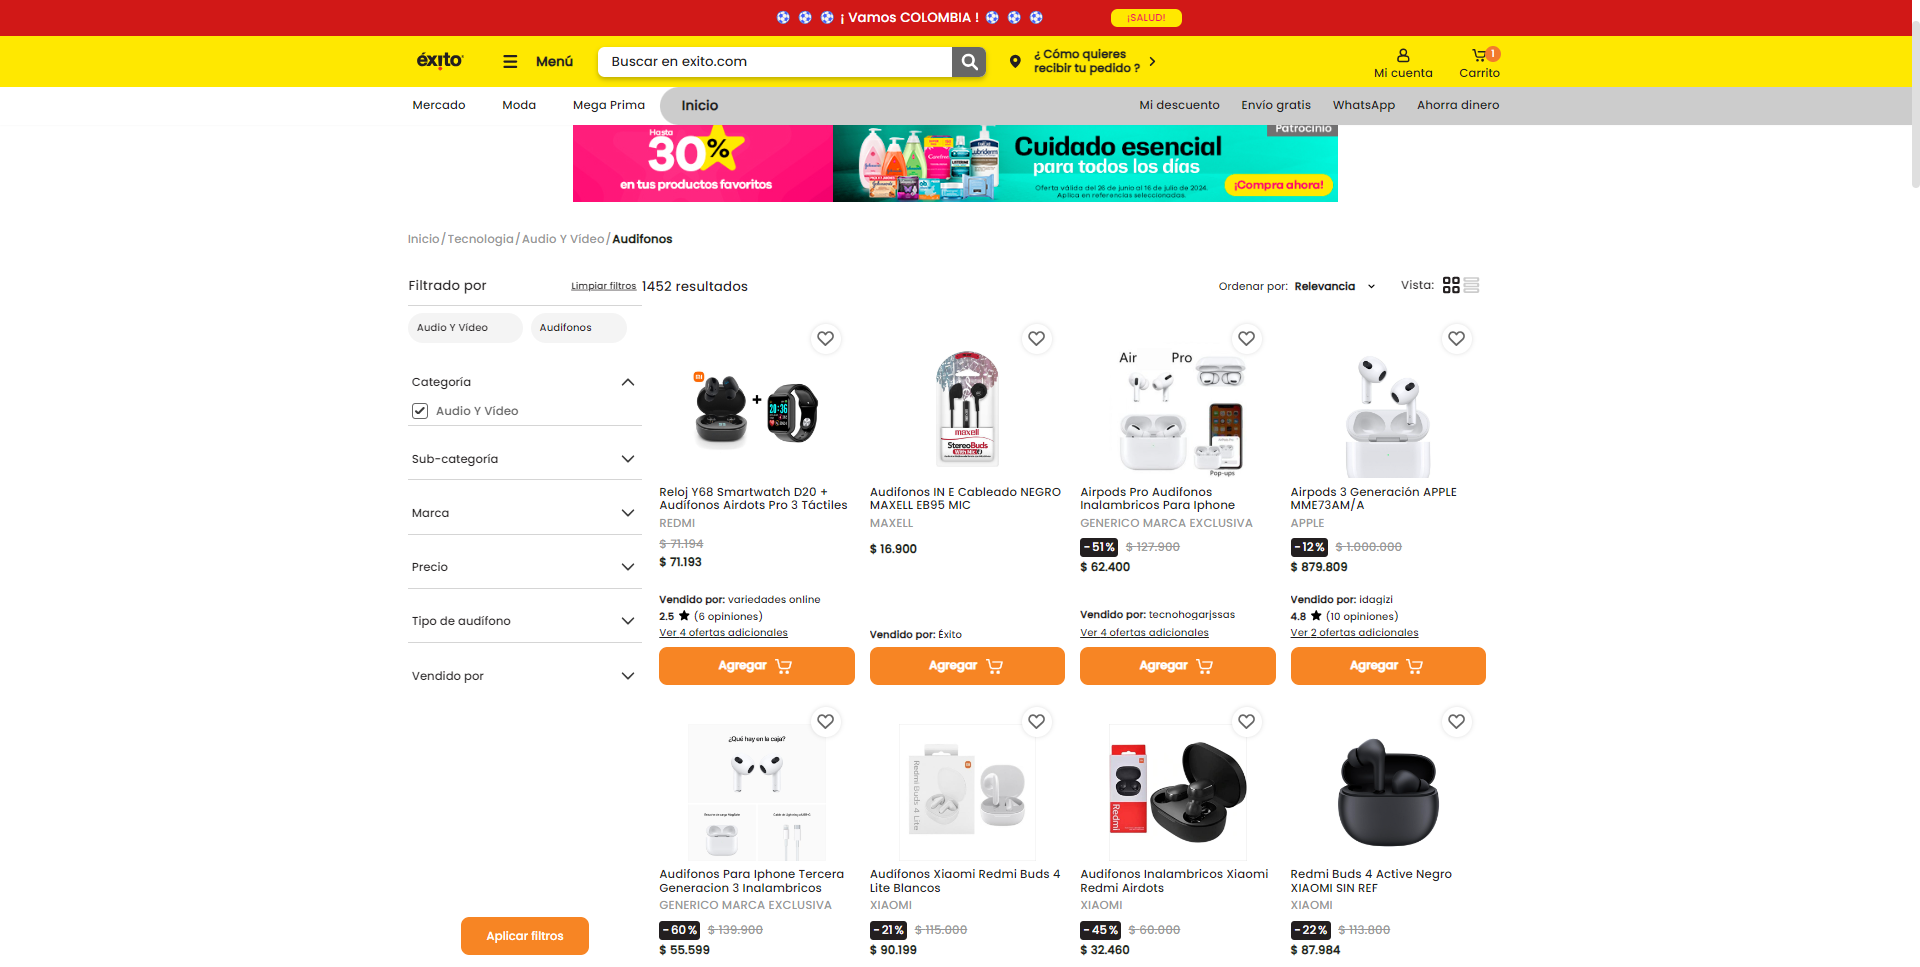 ¡ Vamos COLOMBIA !
¡SALUD!
éxito
Menú
Buscar en exito.com
¿ Cómo quieres
recibir tu pedido ?
Mi cuenta
1
Carrito
Mercado
Moda
Mega Prima
Inicio
Mi descuento
Envío gratis
WhatsApp
Ahorra dinero
Hasta
30%
en tus productos favoritos
Cuidado esencial
para todos los días
Oferta válida del 26 de junio al 16 de julio de 2024.
Aplica en referencias seleccionadas.
Patrocinio
¡Compra ahora!
Inicio/Tecnologia/Audio Y Vídeo/Audifonos
Filtrado por
Limpiar filtros
1452 resultados
Ordenar por: Relevancia
Vista:
Audio Y Vídeo
Audifonos
Categoría
Audio Y Vídeo
Sub-categoría
Marca
Precio
Tipo de audífono
Vendido por
Aplicar filtros
Reloj Y68 Smartwatch D20 +
Audífonos Airdots Pro 3 Táctiles
REDMI
$ 71.194
$ 71.193
Vendido por: variedades online
2.5 ★ (6 opiniones)
Ver 4 ofertas adicionales
Agregar
maxell
StereoBuds
Audifonos IN E Cableado NEGRO
MAXELL EB95 MIC
MAXELL
$ 16.900
Vendido por: Éxito
Agregar
Air
Pro
Pop-ups
Airpods Pro Audifonos
Inalambricos Para Iphone
GENERICO MARCA EXCLUSIVA
-51% $ 127.900
$ 62.400
Vendido por: tecnohogarjssas
Ver 4 ofertas adicionales
Agregar
Airpods 3 Generación APPLE
MME73AM/A
APPLE
-12% $ 1.000.000
$ 879.809
Vendido por: idagizi
4.8 ★ (10 opiniones)
Ver 2 ofertas adicionales
Agregar
¿Qué hay en la caja?
Audifonos Para Iphone Tercera
Generacion 3 Inalambricos
GENERICO MARCA EXCLUSIVA
-60% $ 139.900
$ 55.599
Redmi Buds 4 Lite
Audífonos Xiaomi Redmi Buds 4
Lite Blancos
XIAOMI
-21% $ 115.000
$ 90.199
Redmi
Audifonos Inalambricos Xiaomi
Redmi Airdots
XIAOMI
-45% $ 60.000
$ 32.460
Redmi Buds 4 Active Negro
XIAOMI SIN REF
XIAOMI
-22% $ 113.800
$ 87.984